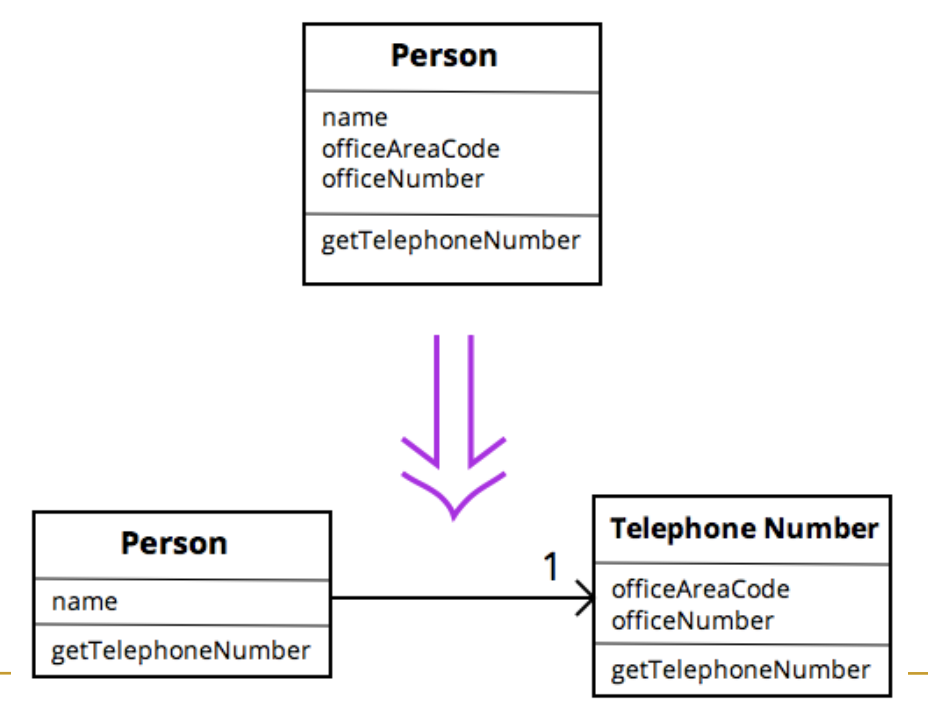 Person
name
officeAreaCode
officeNumber
getTelephoneNumber
Person
name
getTelephoneNumber
1
Telephone Number
officeAreaCode
officeNumber
getTelephoneNumber